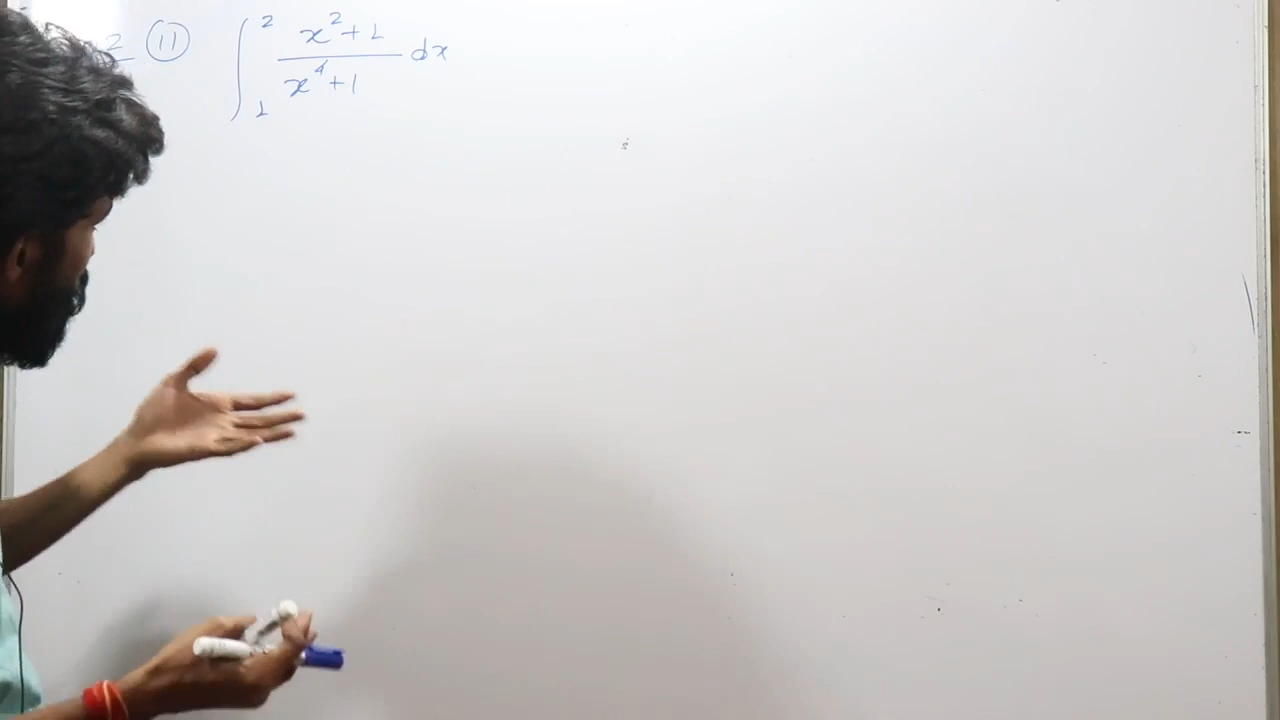 2 (11) ∫₁² (x²+1)/(x⁴+1) dx